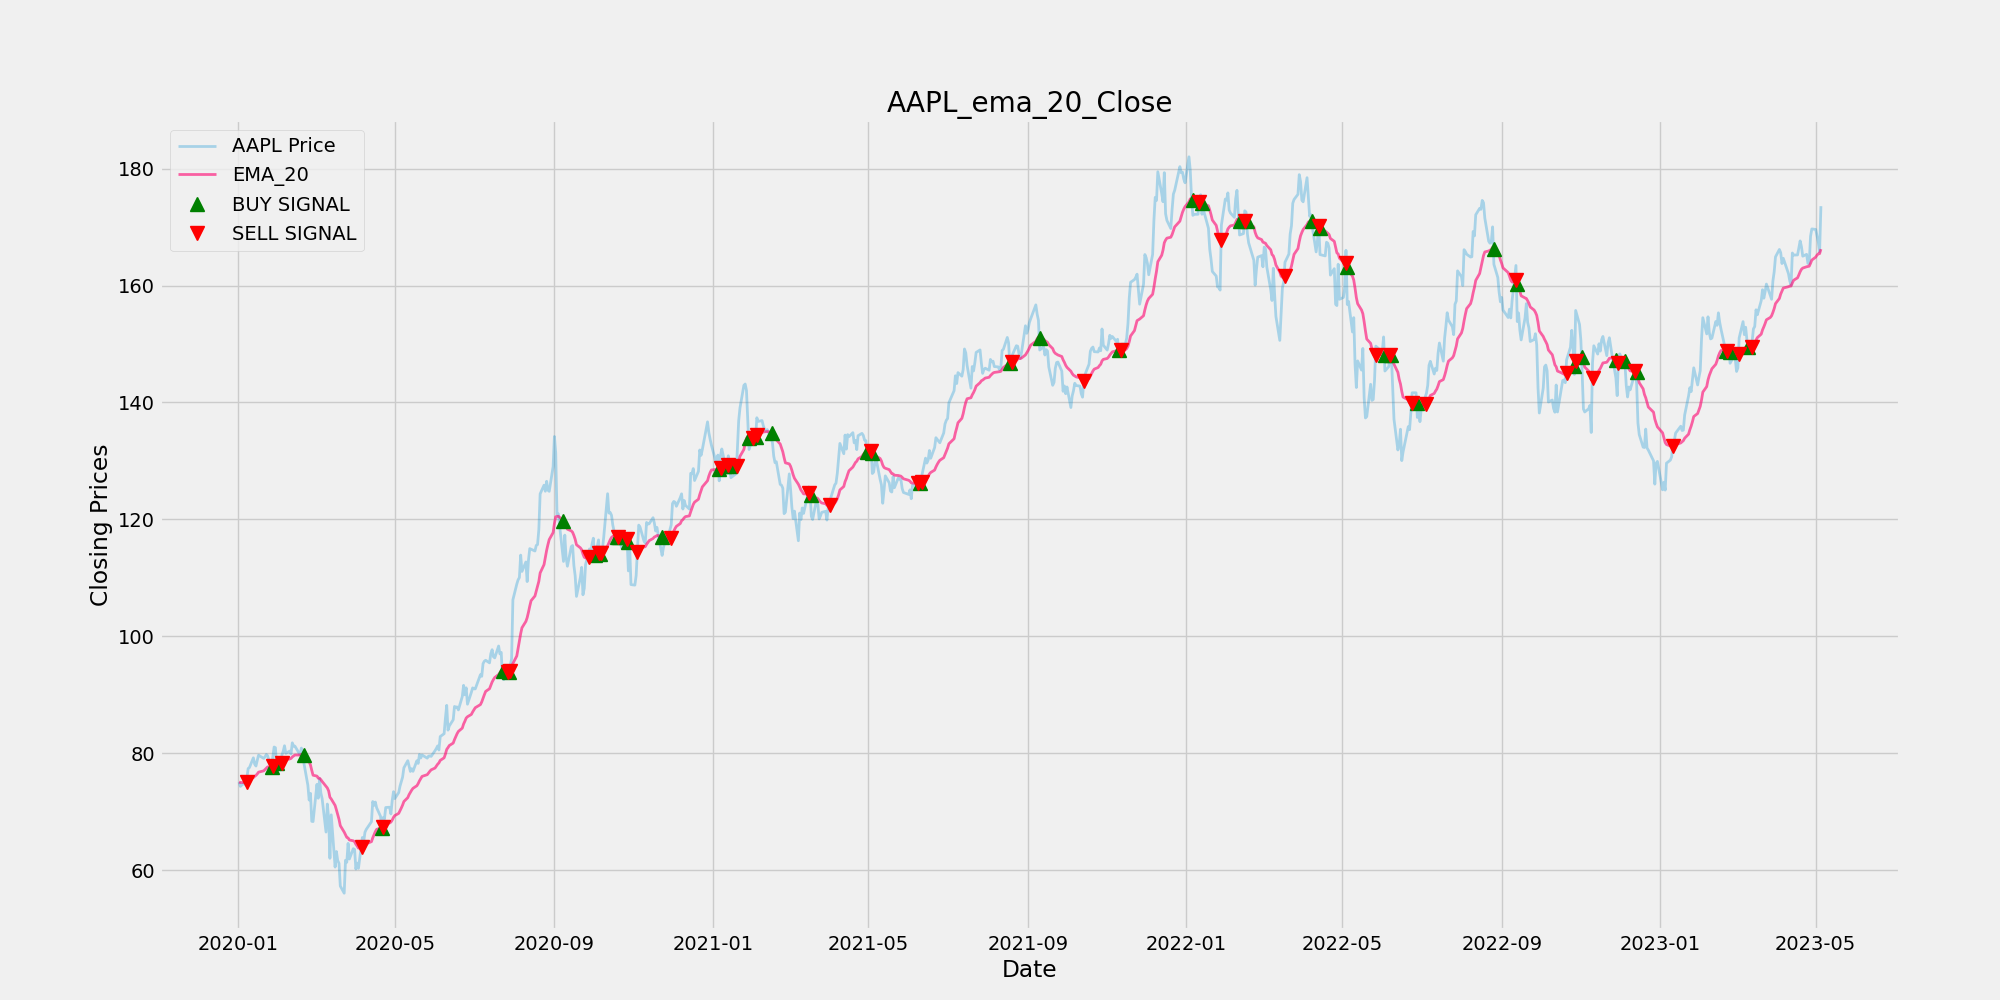 AAPL_ema_20_Close
AAPL Price
EMA_20
BUY SIGNAL
SELL SIGNAL
Closing Prices
180
160
140
120
100
80
60
2020-01 2020-05 2020-09 2021-01 2021-05 2021-09 2022-01 2022-05 2022-09 2023-01 2023-05
Date